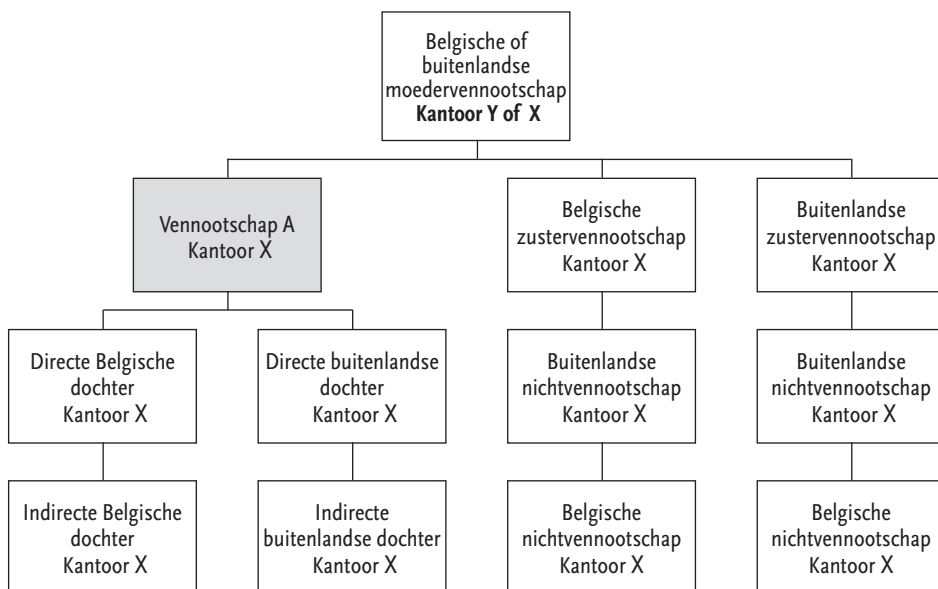 Belgische of
buitenlandse
moedervennootschap
Kantoor Y of X
Vennootschap A
Kantoor X
Belgische
zustervennootschap
Kantoor X
Buitenlandse
zustervennootschap
Kantoor X
Directe Belgische
dochter
Kantoor X
Directe buitenlandse
dochter
Kantoor X
Buitenlandse
nichtvennootschap
Kantoor X
Buitenlandse
nichtvennootschap
Kantoor X
Indirecte Belgische
dochter
Kantoor X
Indirecte
buitenlandse dochter
Kantoor X
Belgische
nichtvennootschap
Kantoor X
Belgische
nichtvennootschap
Kantoor X